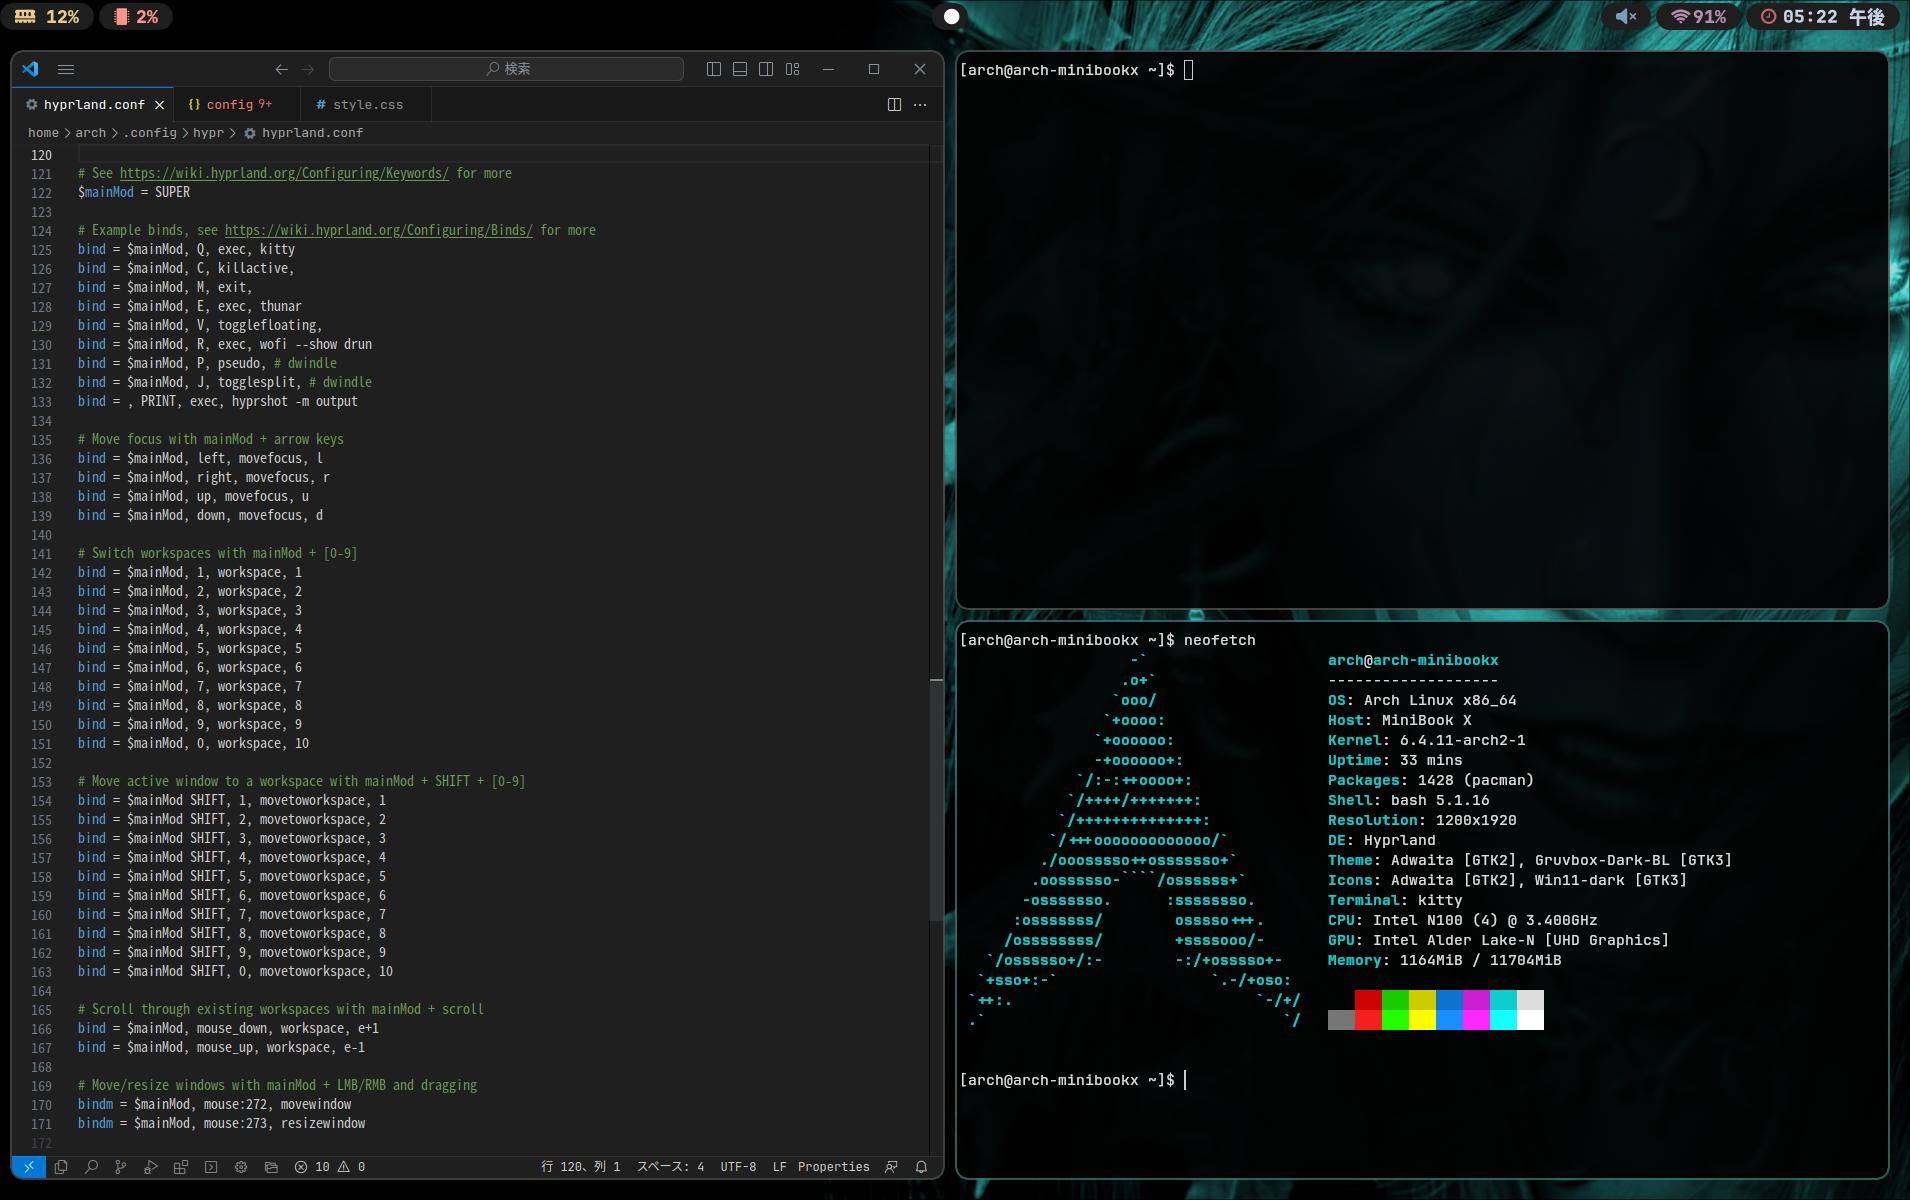 12% 2% 91% 05:22 午後
検索
hyprland.conf config 9+ # style.css
home > arch > .config > hypr > hyprland.conf
120
121 # See https://wiki.hyprland.org/Configuring/Keywords/ for more
122 $mainMod = SUPER
123
124 # Example binds, see https://wiki.hyprland.org/Configuring/Binds/ for more
125 bind = $mainMod, Q, exec, kitty
126 bind = $mainMod, C, killactive,
127 bind = $mainMod, M, exit,
128 bind = $mainMod, E, exec, thunar
129 bind = $mainMod, V, togglefloating,
130 bind = $mainMod, R, exec, wofi --show drun
131 bind = $mainMod, P, pseudo, # dwindle
132 bind = $mainMod, J, togglesplit, # dwindle
133 bind = , PRINT, exec, hyprshot -m output
134
135 # Move focus with mainMod + arrow keys
136 bind = $mainMod, left, movefocus, l
137 bind = $mainMod, right, movefocus, r
138 bind = $mainMod, up, movefocus, u
139 bind = $mainMod, down, movefocus, d
140
141 # Switch workspaces with mainMod + [0-9]
142 bind = $mainMod, 1, workspace, 1
143 bind = $mainMod, 2, workspace, 2
144 bind = $mainMod, 3, workspace, 3
145 bind = $mainMod, 4, workspace, 4
146 bind = $mainMod, 5, workspace, 5
147 bind = $mainMod, 6, workspace, 6
148 bind = $mainMod, 7, workspace, 7
149 bind = $mainMod, 8, workspace, 8
150 bind = $mainMod, 9, workspace, 9
151 bind = $mainMod, 0, workspace, 10
152
153 # Move active window to a workspace with mainMod + SHIFT + [0-9]
154 bind = $mainMod SHIFT, 1, movetoworkspace, 1
155 bind = $mainMod SHIFT, 2, movetoworkspace, 2
156 bind = $mainMod SHIFT, 3, movetoworkspace, 3
157 bind = $mainMod SHIFT, 4, movetoworkspace, 4
158 bind = $mainMod SHIFT, 5, movetoworkspace, 5
159 bind = $mainMod SHIFT, 6, movetoworkspace, 6
160 bind = $mainMod SHIFT, 7, movetoworkspace, 7
161 bind = $mainMod SHIFT, 8, movetoworkspace, 8
162 bind = $mainMod SHIFT, 9, movetoworkspace, 9
163 bind = $mainMod SHIFT, 0, movetoworkspace, 10
164
165 # Scroll through existing workspaces with mainMod + scroll
166 bind = $mainMod, mouse_down, workspace, e+1
167 bind = $mainMod, mouse_up, workspace, e-1
168
169 # Move/resize windows with mainMod + LMB/RMB and dragging
170 bindm = $mainMod, mouse:272, movewindow
171 bindm = $mainMod, mouse:273, resizewindow
172
10 0 行 120、列 1 スペース: 4 UTF-8 LF Properties
[arch@arch-minibookx ~]$
[arch@arch-minibookx ~]$ neofetch
-` arch@arch-minibookx
.o+` -------------------
`ooo/ OS: Arch Linux x86_64
`+oooo: Host: MiniBook X
`+oooooo: Kernel: 6.4.11-arch2-1
-+oooooo+: Uptime: 33 mins
`/:-:++oooo+: Packages: 1428 (pacman)
`/++++/+++++++: Shell: bash 5.1.16
`/++++++++++++++: Resolution: 1200x1920
`/+++ooooooooooooo/` DE: Hyprland
./ooosssso++osssssso+` Theme: Adwaita [GTK2], Gruvbox-Dark-BL [GTK3]
.oossssso-````/ossssss+` Icons: Adwaita [GTK2], Win11-dark [GTK3]
-osssssso. :ssssssso. Terminal: kitty
:osssssss/ osssso+++. CPU: Intel N100 (4) @ 3.400GHz
/ossssssss/ +ssssooo/- GPU: Intel Alder Lake-N [UHD Graphics]
`/ossssso+/:- -:/+osssso+- Memory: 1164MiB / 11704MiB
`+sso+:-` `.-/+oso:
`++:. `-/+/
.` `/
[arch@arch-minibookx ~]$